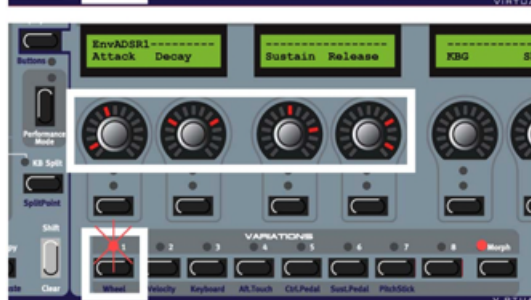 VIRTUA
EnvADSR1---------
Attack Decay
Sustain Release
KBG S
Buttons
Performance
Mode
KB Split
SplitPoint
Shift
Clear
VARIATIONS
1 2 3 4 5 6 7 8 Morph
Wheel Velocity Keyboard Aft.Touch Ctrl.Pedal Sust.Pedal PitchStick